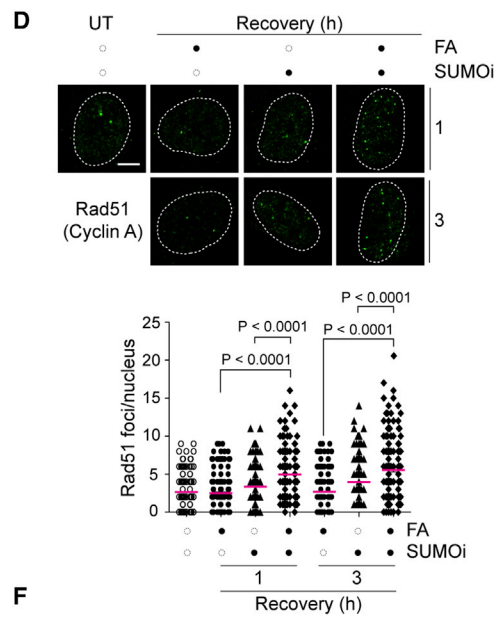 D
UT Recovery (h)
FA
SUMOi
1
Rad51
(Cyclin A)
3
P < 0.0001
P < 0.0001
P < 0.0001
P < 0.0001
25
20
15
10
5
0
Rad51 foci/nucleus
FA
SUMOi
1 3
Recovery (h)
F